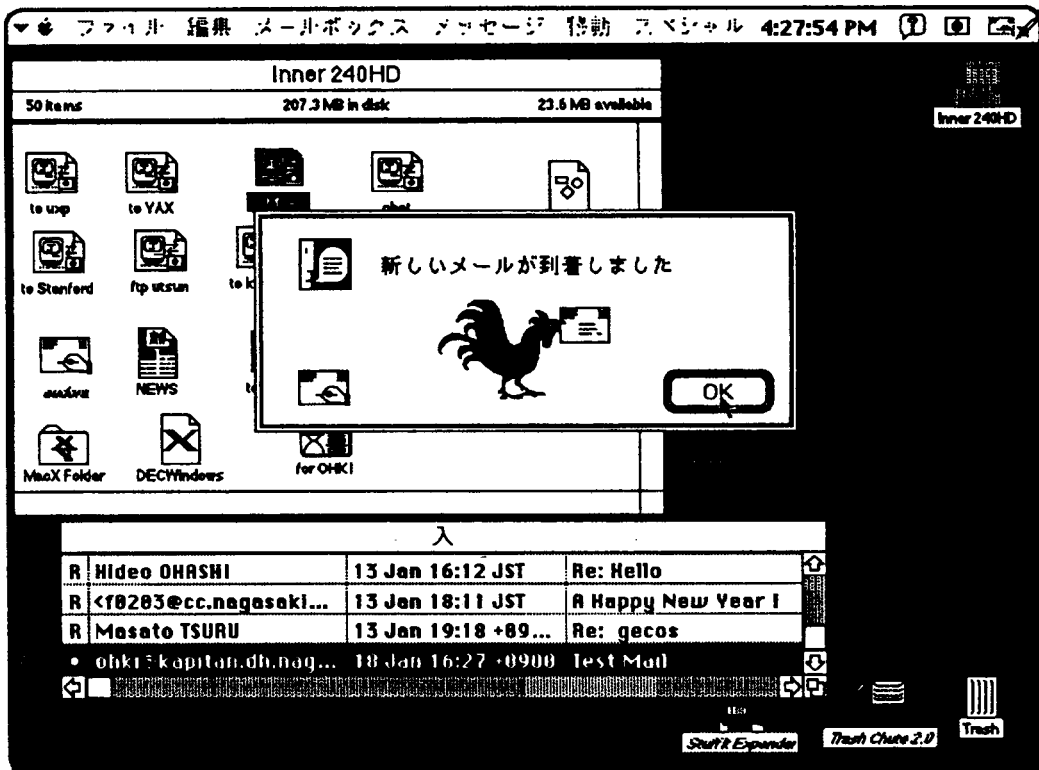 ファイル 編集 メールボックス メッセージ 移動 スペシャル 4:27:54 PM
Inner 240HD
50 items 207.3 MB in disk 23.6 MB available
Inner 240HD
to uxp to YAX
to Stanford ftp utsun
新しいメールが到着しました
NEWS
OK
MacX Folder DECWindows for OHKI
入
R Hideo OHASHI 13 Jan 16:12 JST Re: Hello
R <f0203@cc.nagasaki... 13 Jan 18:11 JST A Happy New Year !
R Masato TSURU 13 Jan 19:18 +09... Re: gecos
• ohki@kapitan.dh.nag... 18 Jan 16:27 +0900 Test Mail
StuffIt Expander Trash Chute 2.0 Trash